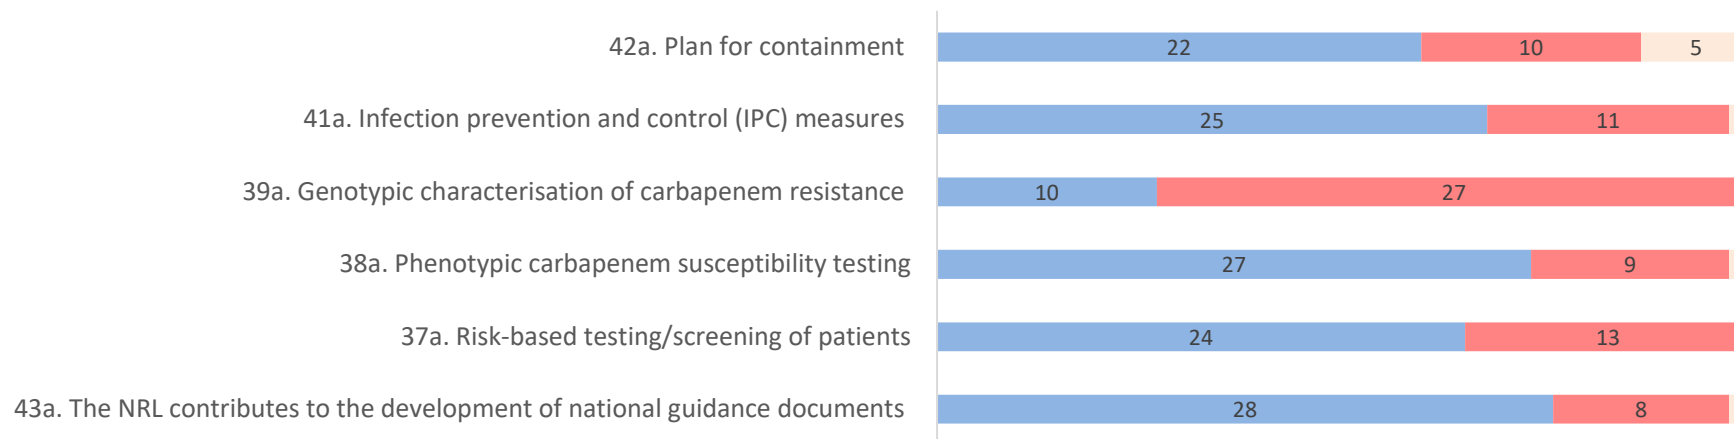 42a. Plan for containment 22 10 5
41a. Infection prevention and control (IPC) measures 25 11
39a. Genotypic characterisation of carbapenem resistance 10 27
38a. Phenotypic carbapenem susceptibility testing 27 9
37a. Risk-based testing/screening of patients 24 13
43a. The NRL contributes to the development of national guidance documents 28 8